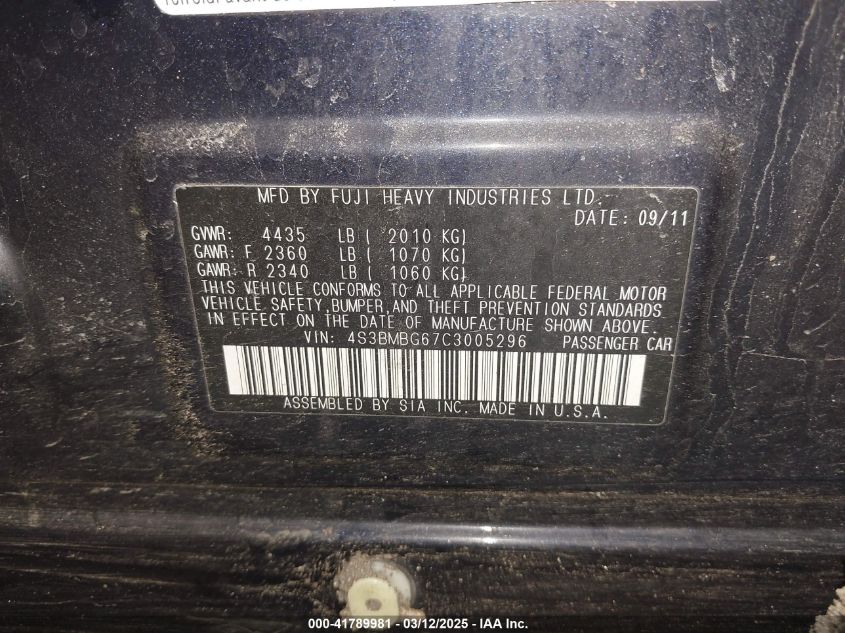 MFD BY FUJI HEAVY INDUSTRIES LTD.
DATE: 09/11
GVWR: 4435 LB ( 2010 KG)
GAWR: F 2360 LB ( 1070 KG)
GAWR: R 2340 LB ( 1060 KG)
THIS VEHICLE CONFORMS TO ALL APPLICABLE FEDERAL MOTOR
VEHICLE SAFETY,BUMPER,AND THEFT PREVENTION STANDARDS
IN EFFECT ON THE DATE OF MANUFACTURE SHOWN ABOVE.
VIN: 4S3BMBG67C3005296 PASSENGER CAR
ASSEMBLED BY SIA INC. MADE IN U.S.A.
000-41789981 - 03/12/2025 - IAA Inc.